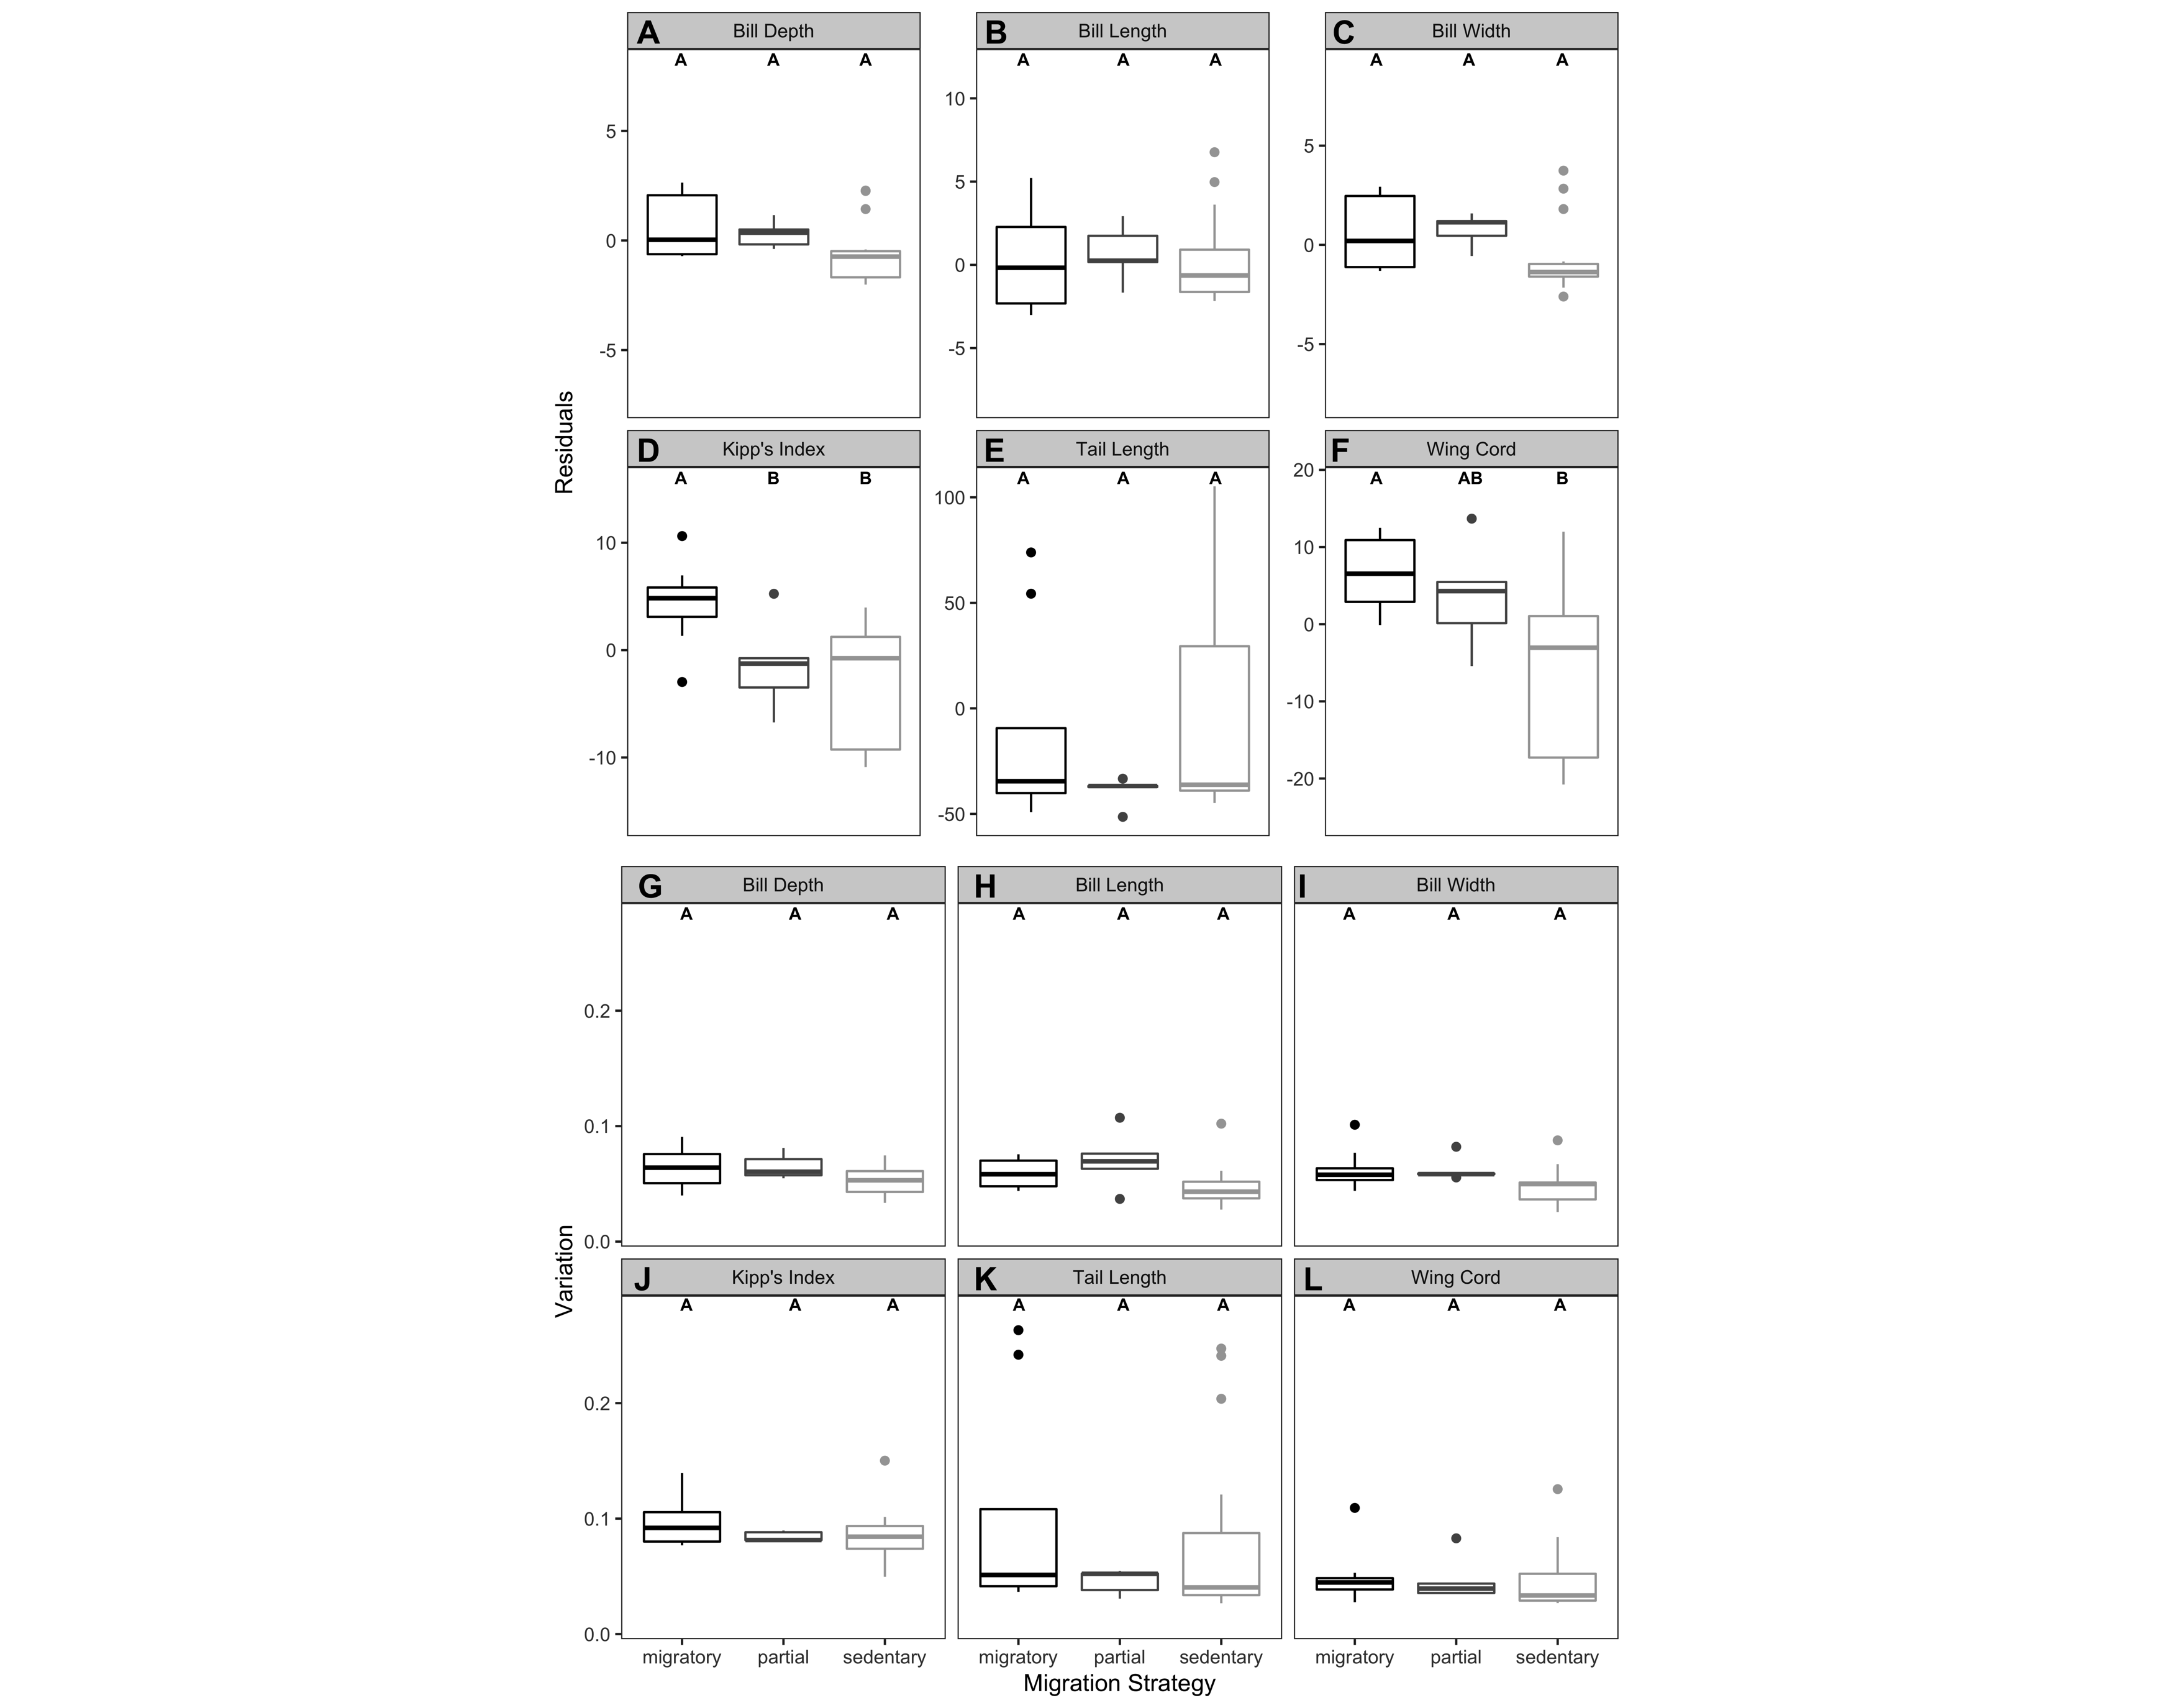 A Bill Depth
B Bill Length
C Bill Width
A A A
A A A
A A A
5
0
-5
10
5
0
-5
5
0
-5
Residuals
D Kipp's Index
E Tail Length
F Wing Cord
A B B
A A A
A AB B
10
0
-10
100
50
0
-50
20
10
0
-10
-20
G Bill Depth
H Bill Length
I Bill Width
A A A
A A A
A A A
0.2
0.1
0.0
Variation
J Kipp's Index
K Tail Length
L Wing Cord
A A A
A A A
A A A
0.2
0.1
0.0
migratory partial sedentary
migratory partial sedentary
migratory partial sedentary
Migration Strategy